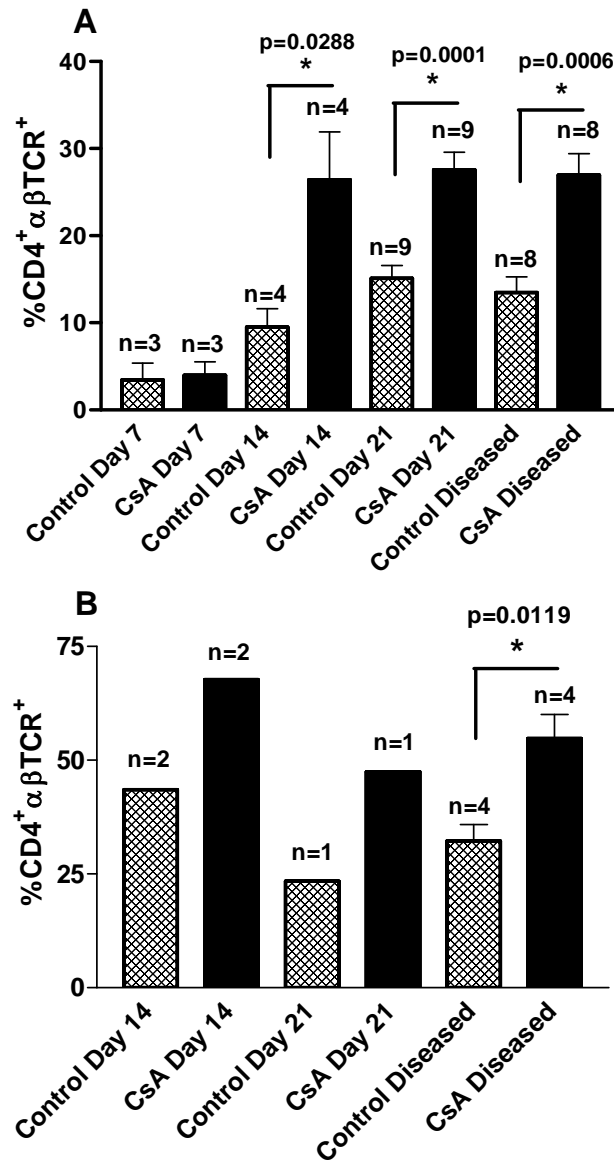 A
p=0.0288
p=0.0001
p=0.0006
*
*
*
40
30
20
10
0
%CD4⁺αβTCR⁺
n=3
n=3
n=4
n=4
n=9
n=9
n=8
n=8
Control Day 7
CsA Day 7
Control Day 14
CsA Day 14
Control Day 21
CsA Day 21
Control Diseased
CsA Diseased
B
p=0.0119
*
75
50
25
0
%CD4⁺αβTCR⁺
n=2
n=2
n=1
n=1
n=4
n=4
Control Day 14
CsA Day 14
Control Day 21
CsA Day 21
Control Diseased
CsA Diseased